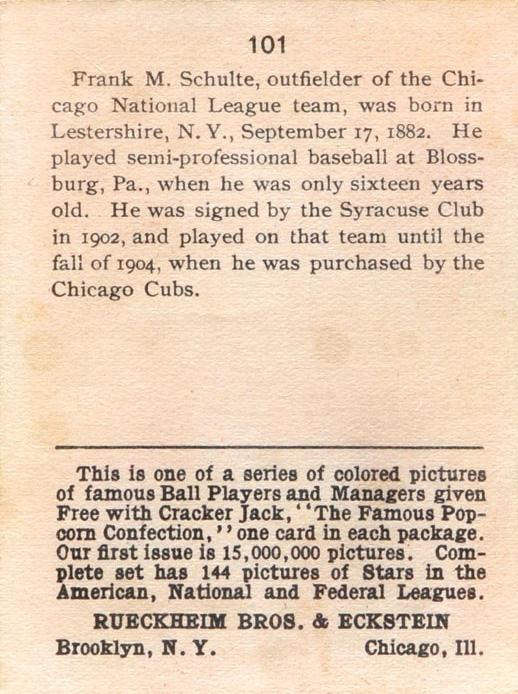 101
Frank M. Schulte, outfielder of the Chi-
cago National League team, was born in
Lestershire, N. Y., September 17, 1882. He
played semi-professional baseball at Bloss-
burg, Pa., when he was only sixteen years
old. He was signed by the Syracuse Club
in 1902, and played on that team until the
fall of 1904, when he was purchased by the
Chicago Cubs.
This is one of a series of colored pictures
of famous Ball Players and Managers given
Free with Cracker Jack, "The Famous Pop-
corn Confection," one card in each package.
Our first issue is 15,000,000 pictures. Com-
plete set has 144 pictures of Stars in the
American, National and Federal Leagues.
RUECKHEIM BROS. & ECKSTEIN
Brooklyn, N. Y. Chicago, Ill.